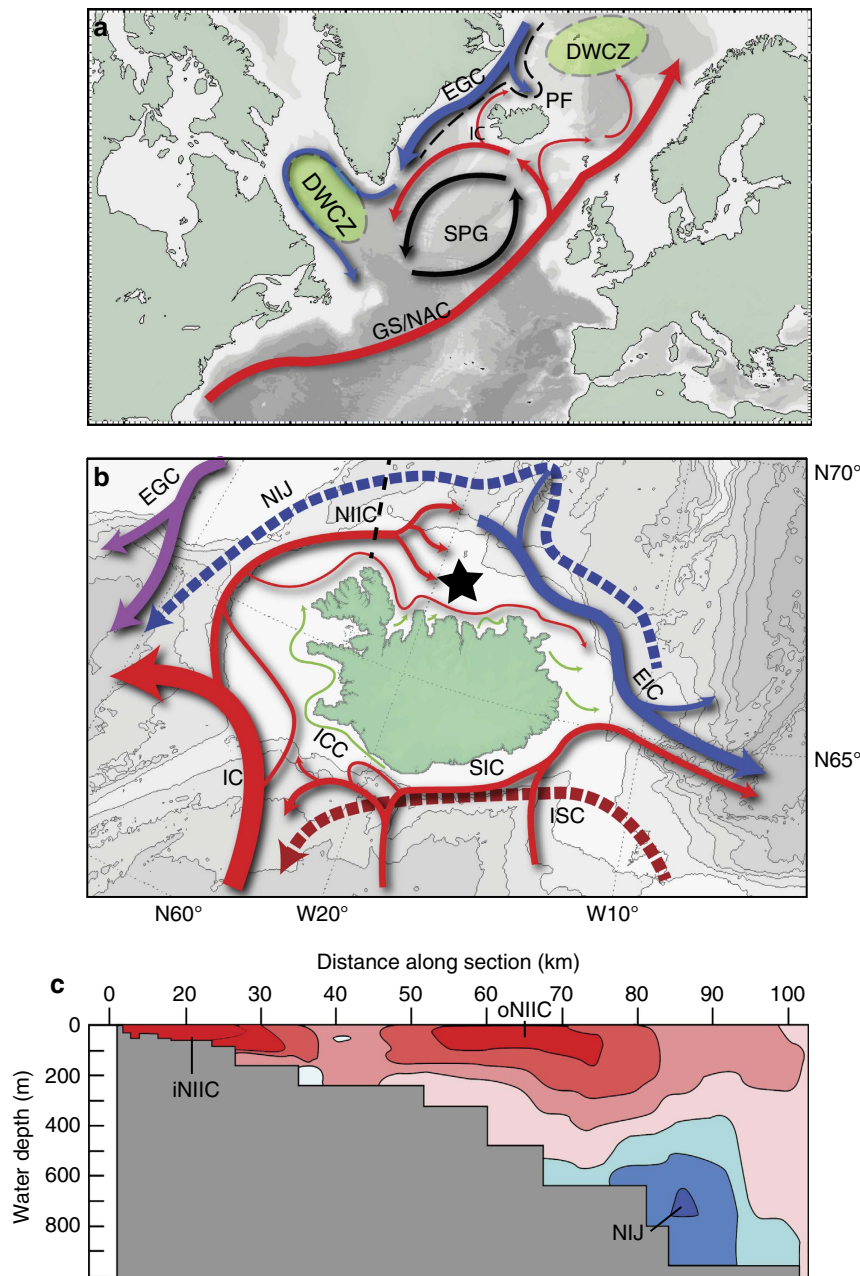 a
DWCZ
EGC
PF
IC
DWCZ
SPG
GS/NAC
b
EGC
NIJ
N70°
NIIC
EIC
ICC
SIC
N65°
IC
ISC
N60°
W20°
W10°
Distance along section (km)
c
0
20
30
40
50
60
70
80
90
100
oNIIC
0
iNIIC
200
400
600
800
Water depth (m)
NIJ